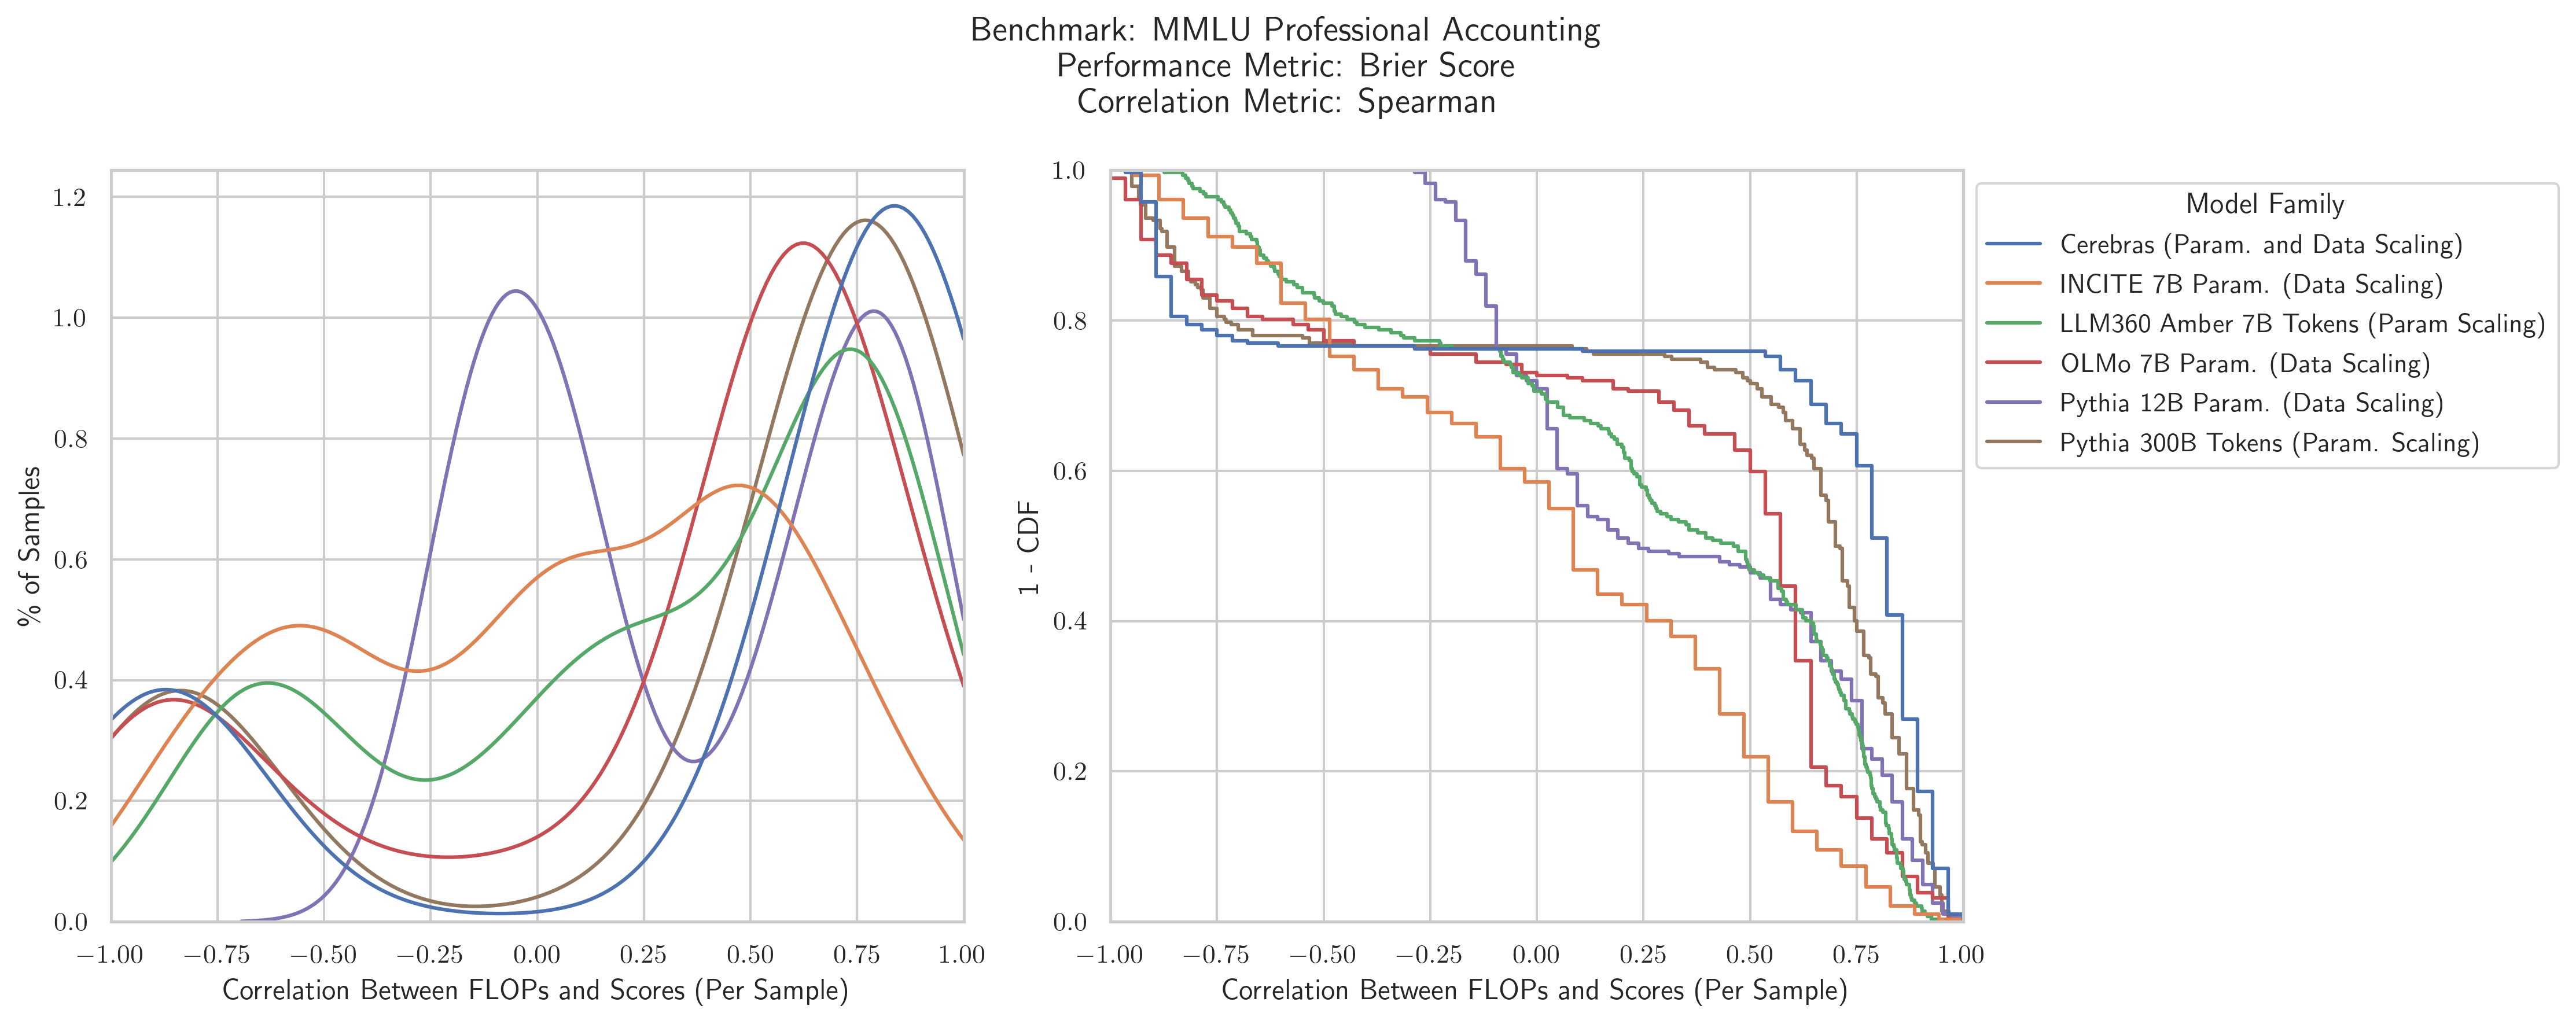 Benchmark: MMLU Professional Accounting
Performance Metric: Brier Score
Correlation Metric: Spearman
% of Samples
1.2
1.0
0.8
0.6
0.4
0.2
0.0
−1.00 −0.75 −0.50 −0.25 0.00 0.25 0.50 0.75 1.00
Correlation Between FLOPs and Scores (Per Sample)
1 - CDF
1.0
0.8
0.6
0.4
0.2
0.0
−1.00 −0.75 −0.50 −0.25 0.00 0.25 0.50 0.75 1.00
Correlation Between FLOPs and Scores (Per Sample)
Model Family
Cerebras (Param. and Data Scaling)
INCITE 7B Param. (Data Scaling)
LLM360 Amber 7B Tokens (Param Scaling)
OLMo 7B Param. (Data Scaling)
Pythia 12B Param. (Data Scaling)
Pythia 300B Tokens (Param. Scaling)